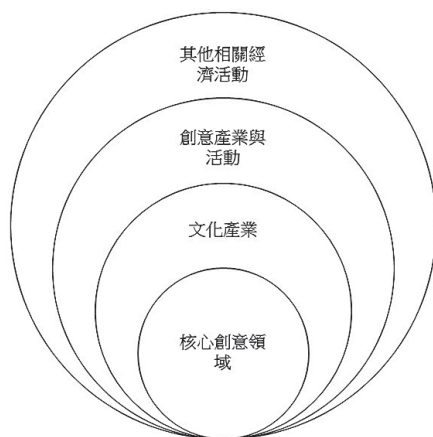 其他相關經
濟活動
創意產業與
活動
文化產業
核心創意領
域